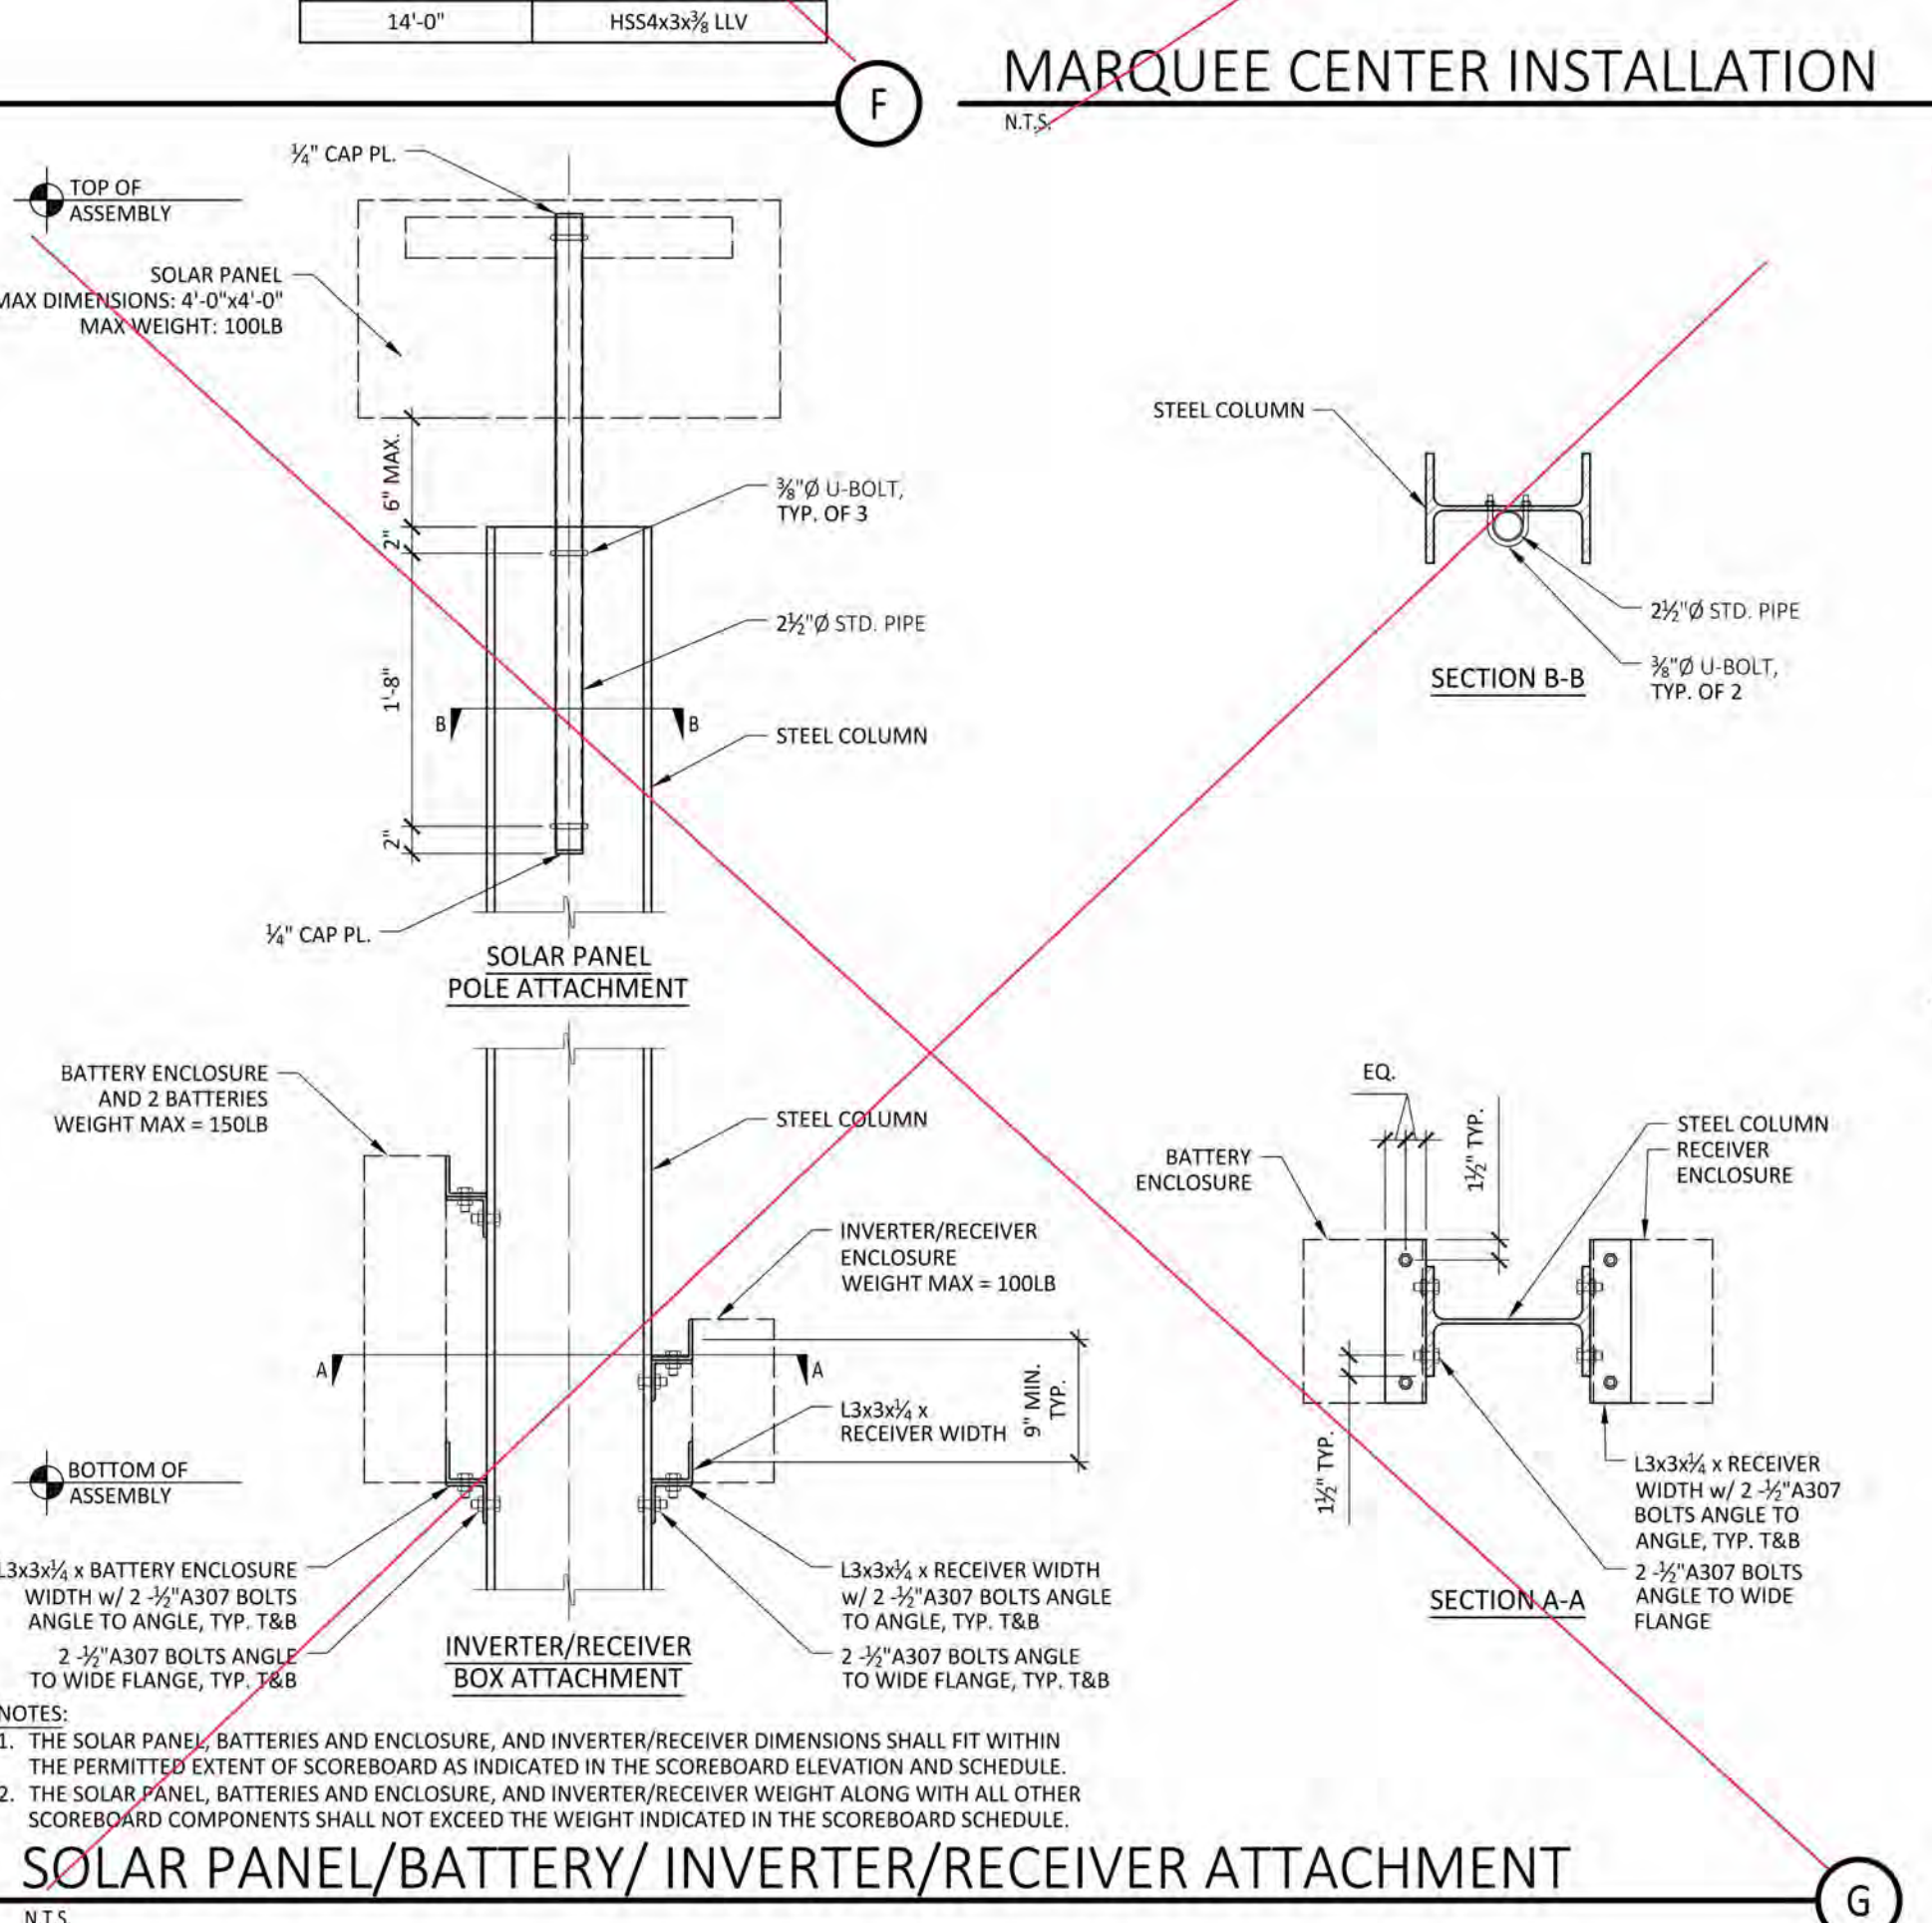 14'-0" HSS4x3x⅜ LLV
F
MARQUEE CENTER INSTALLATION
N.T.S.
¼" CAP PL.
TOP OF
ASSEMBLY
SOLAR PANEL
MAX DIMENSIONS: 4'-0"x4'-0"
MAX WEIGHT: 100LB
6" MAX.
2"
1'-8"
2"
⅜"Ø U-BOLT,
TYP. OF 3
2½"Ø STD. PIPE
B B
STEEL COLUMN
¼" CAP PL.
SOLAR PANEL
POLE ATTACHMENT
STEEL COLUMN
2½"Ø STD. PIPE
⅜"Ø U-BOLT,
TYP. OF 2
SECTION B-B
BATTERY ENCLOSURE
AND 2 BATTERIES
WEIGHT MAX = 150LB
STEEL COLUMN
INVERTER/RECEIVER
ENCLOSURE
WEIGHT MAX = 100LB
A A
L3x3x¼ x
RECEIVER WIDTH
9" MIN.
TYP.
BOTTOM OF
ASSEMBLY
L3x3x¼ x BATTERY ENCLOSURE
WIDTH w/ 2 -½"A307 BOLTS
ANGLE TO ANGLE, TYP. T&B
2 -½"A307 BOLTS ANGLE
TO WIDE FLANGE, TYP. T&B
L3x3x¼ x RECEIVER WIDTH
w/ 2 -½"A307 BOLTS ANGLE
TO ANGLE, TYP. T&B
2 -½"A307 BOLTS ANGLE
TO WIDE FLANGE, TYP. T&B
INVERTER/RECEIVER
BOX ATTACHMENT
EQ.
1½" TYP.
BATTERY
ENCLOSURE
STEEL COLUMN
RECEIVER
ENCLOSURE
1½" TYP.
L3x3x¼ x RECEIVER
WIDTH w/ 2 -½"A307
BOLTS ANGLE TO
ANGLE, TYP. T&B
2 -½"A307 BOLTS
ANGLE TO WIDE
FLANGE
SECTION A-A
NOTES:
1. THE SOLAR PANEL, BATTERIES AND ENCLOSURE, AND INVERTER/RECEIVER DIMENSIONS SHALL FIT WITHIN
THE PERMITTED EXTENT OF SCOREBOARD AS INDICATED IN THE SCOREBOARD ELEVATION AND SCHEDULE.
2. THE SOLAR PANEL, BATTERIES AND ENCLOSURE, AND INVERTER/RECEIVER WEIGHT ALONG WITH ALL OTHER
SCOREBOARD COMPONENTS SHALL NOT EXCEED THE WEIGHT INDICATED IN THE SCOREBOARD SCHEDULE.
SOLAR PANEL/BATTERY/ INVERTER/RECEIVER ATTACHMENT
G
N.T.S.